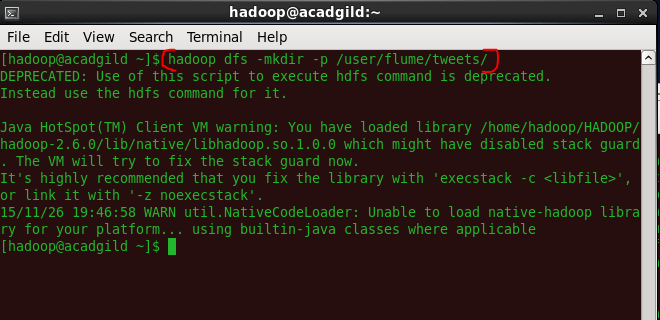 hadoop@acadgild:~
File Edit View Search Terminal Help
[hadoop@acadgild ~]$ hadoop dfs -mkdir -p /user/flume/tweets/
DEPRECATED: Use of this script to execute hdfs command is deprecated.
Instead use the hdfs command for it.
Java HotSpot(TM) Client VM warning: You have loaded library /home/hadoop/HADOOP/
hadoop-2.6.0/lib/native/libhadoop.so.1.0.0 which might have disabled stack guard
. The VM will try to fix the stack guard now.
It's highly recommended that you fix the library with 'execstack -c <libfile>',
or link it with '-z noexecstack'.
15/11/26 19:46:58 WARN util.NativeCodeLoader: Unable to load native-hadoop libra
ry for your platform... using builtin-java classes where applicable
[hadoop@acadgild ~]$